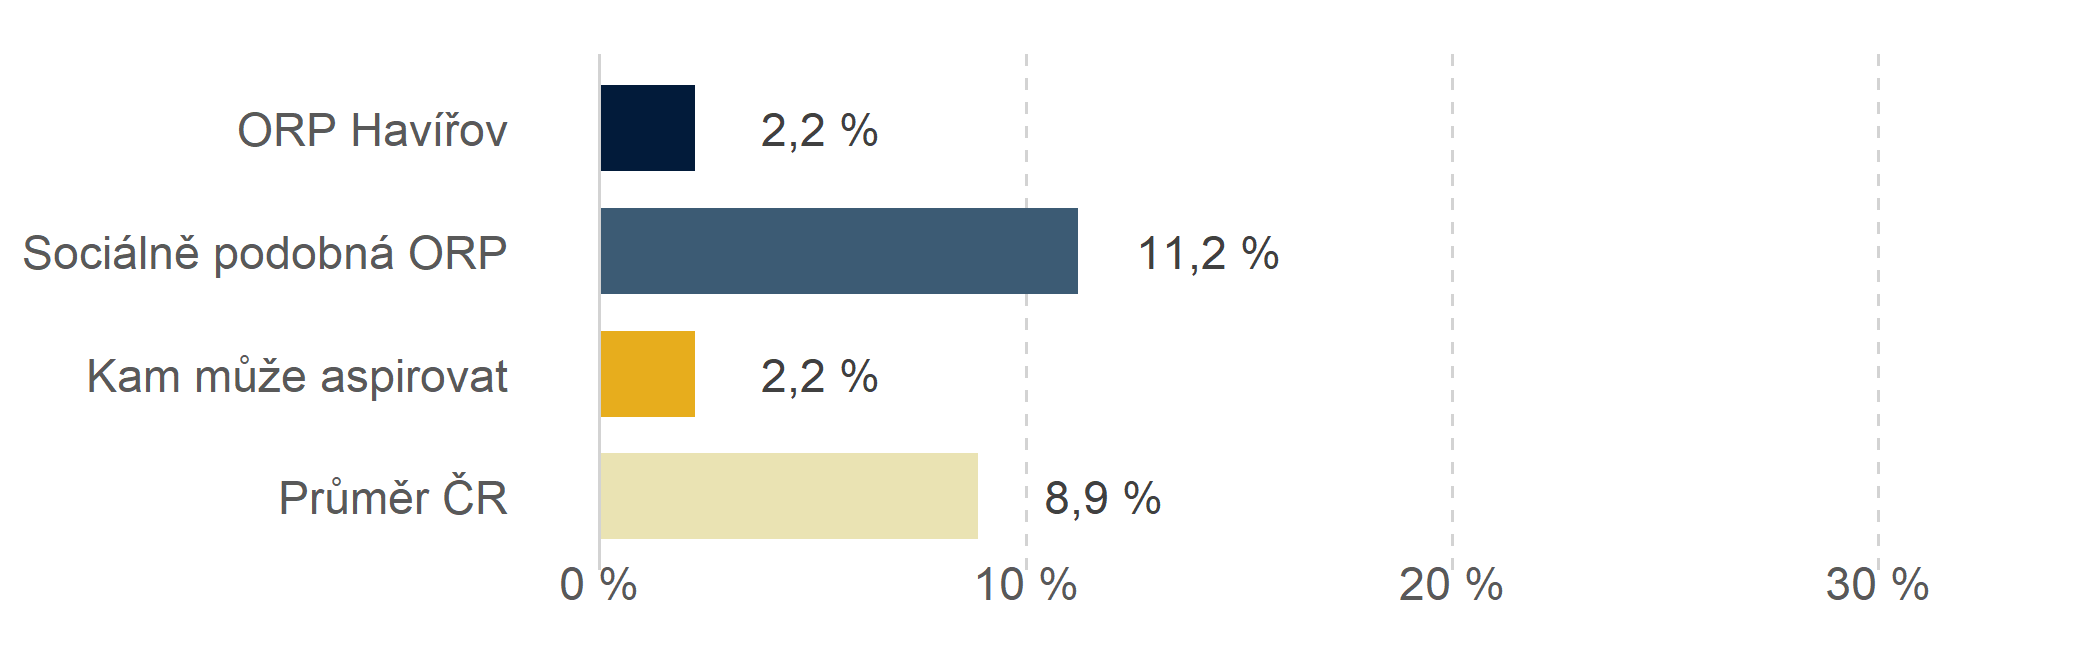 ORP Havířov 2,2 %
Sociálně podobná ORP 11,2 %
Kam může aspirovat 2,2 %
Průměr ČR 8,9 %
0 % 10 % 20 % 30 %